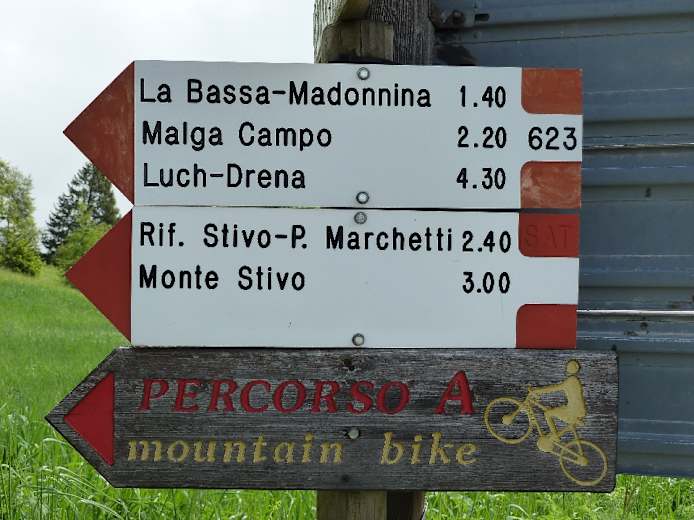 La Bassa-Madonnina 1.40
Malga Campo 2.20 623
Luch-Drena 4.30
Rif. Stivo-P. Marchetti 2.40 SAT
Monte Stivo 3.00
PERCORSO A
mountain bike